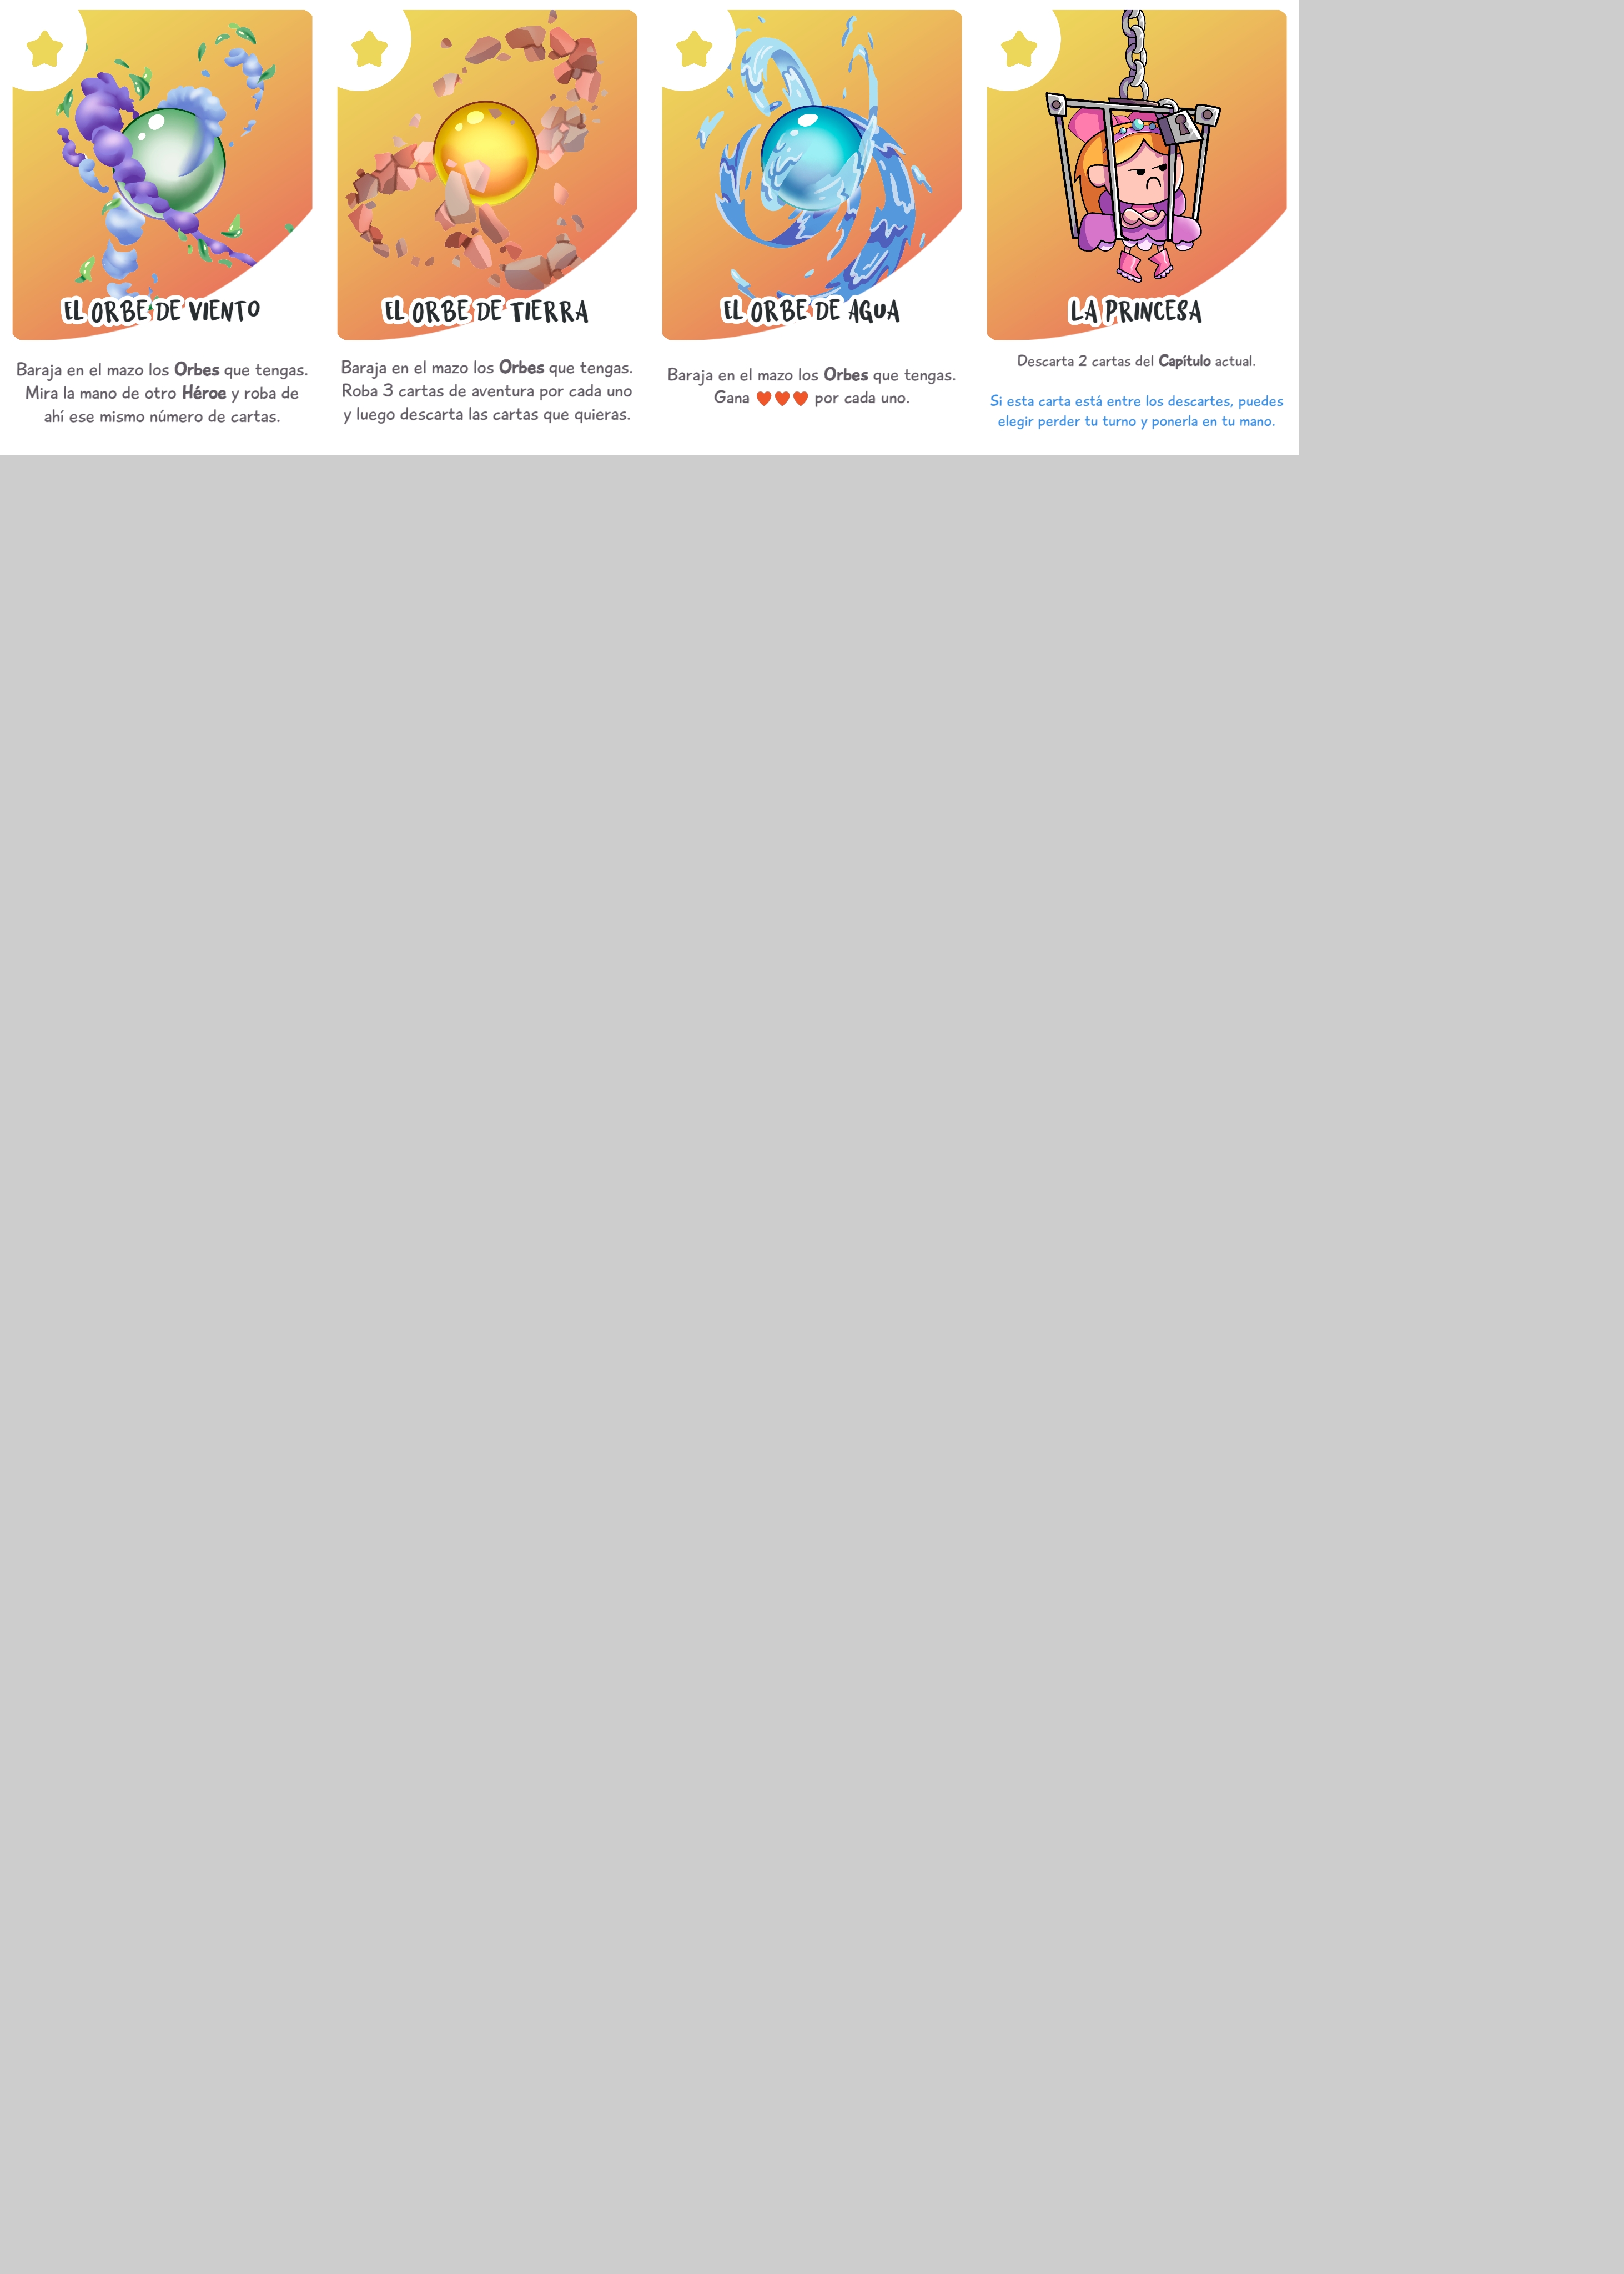 EL ORBE DE VIENTO
Baraja en el mazo los Orbes que tengas.
Mira la mano de otro Héroe y roba de
ahí ese mismo número de cartas.
EL ORBE DE TIERRA
Baraja en el mazo los Orbes que tengas.
Roba 3 cartas de aventura por cada uno
y luego descarta las cartas que quieras.
EL ORBE DE AGUA
Baraja en el mazo los Orbes que tengas.
Gana ❤❤❤ por cada uno.
LA PRINCESA
Descarta 2 cartas del Capítulo actual.
Si esta carta está entre los descartes, puedes
elegir perder tu turno y ponerla en tu mano.